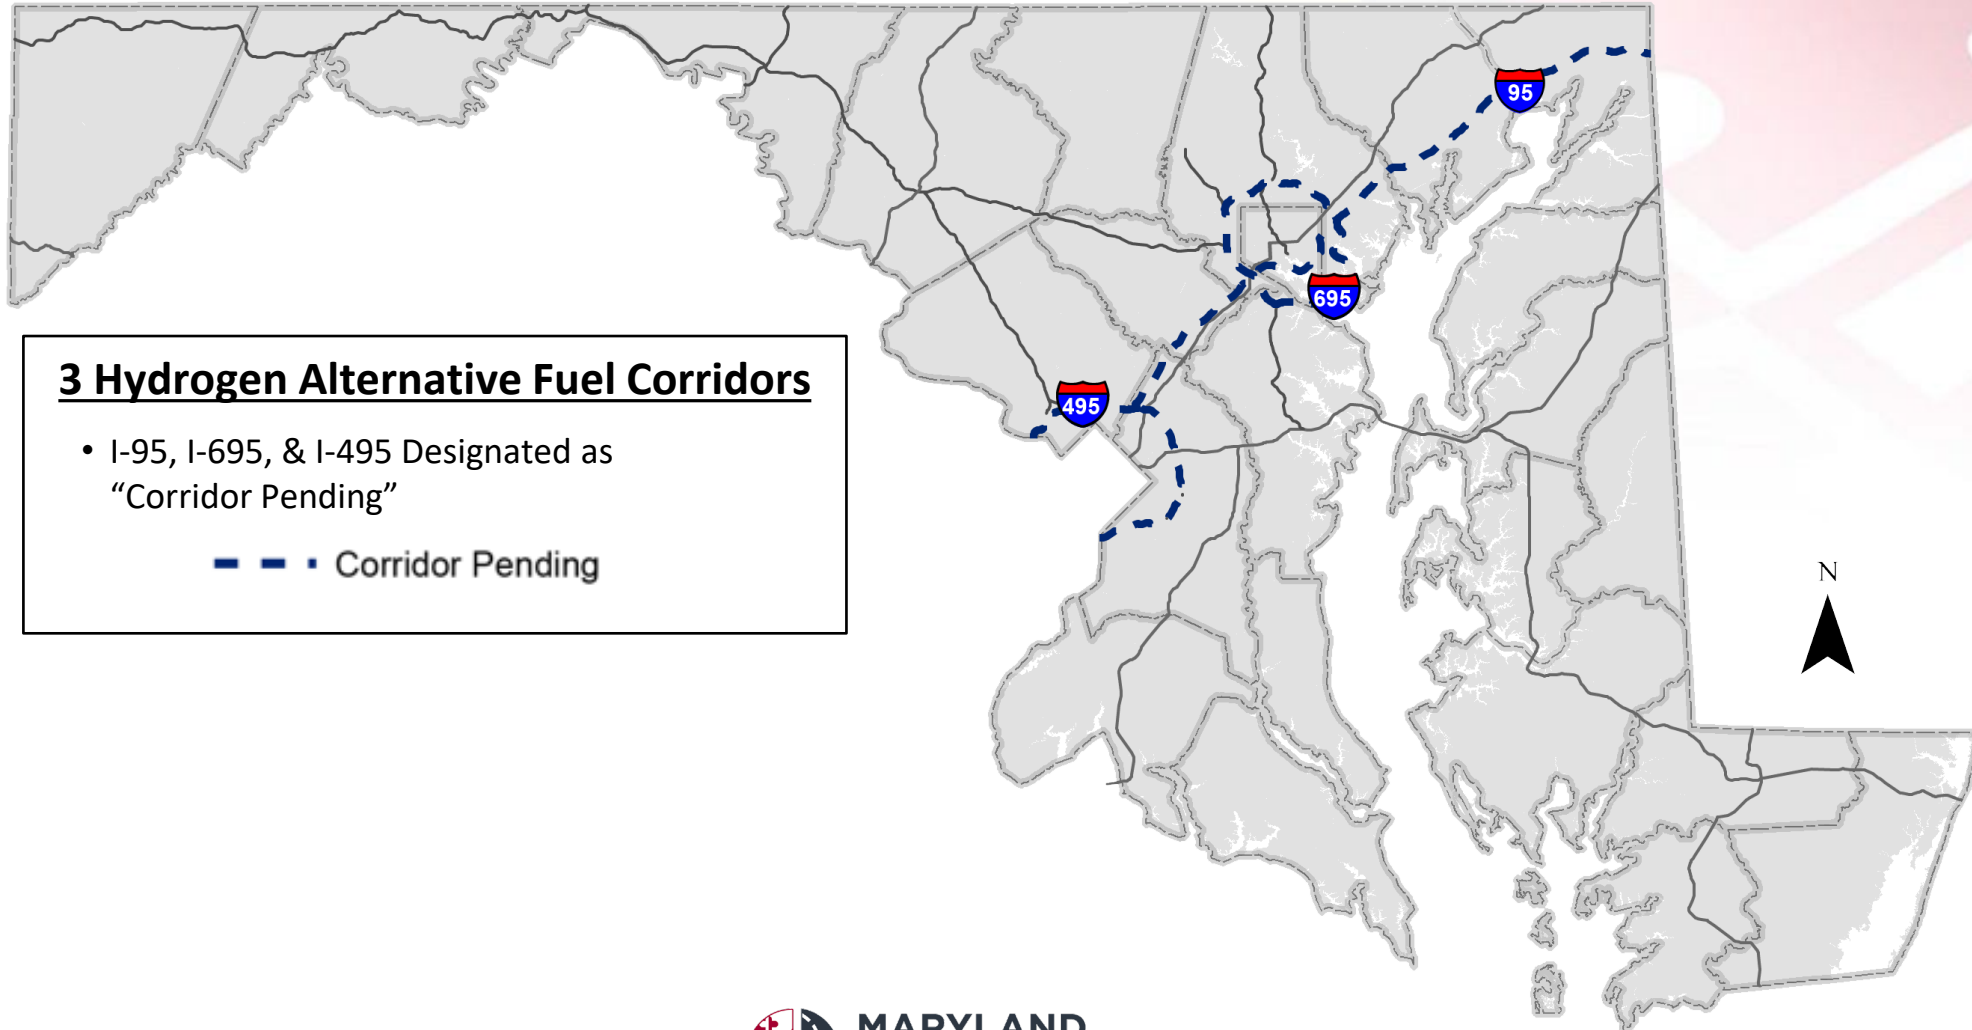 95
695
3 Hydrogen Alternative Fuel Corridors
495
• I-95, I-695, & I-495 Designated as
“Corridor Pending”
Corridor Pending
N
MARYLAND